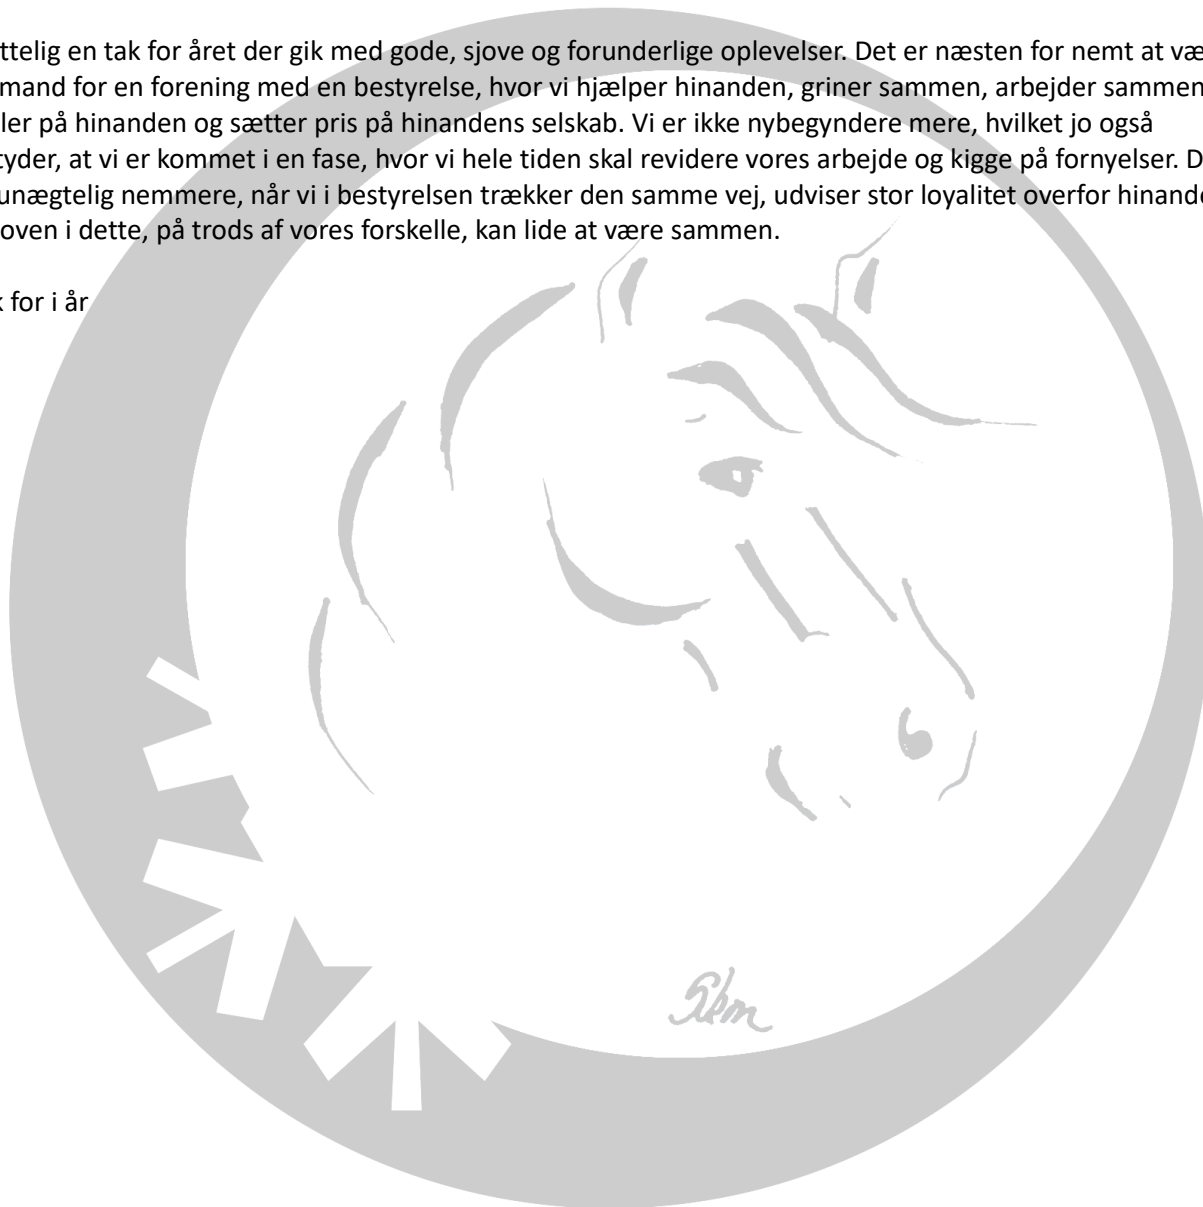 ttelig en tak for året der gik med gode, sjove og forunderlige oplevelser. Det er næsten for nemt at væ
mand for en forening med en bestyrelse, hvor vi hjælper hinanden, griner sammen, arbejder sammen
ler på hinanden og sætter pris på hinandens selskab. Vi er ikke nybegyndere mere, hvilket jo også
tyder, at vi er kommet i en fase, hvor vi hele tiden skal revidere vores arbejde og kigge på fornyelser. D
unægtelig nemmere, når vi i bestyrelsen trækker den samme vej, udviser stor loyalitet overfor hinande
oven i dette, på trods af vores forskelle, kan lide at være sammen.
k for i år